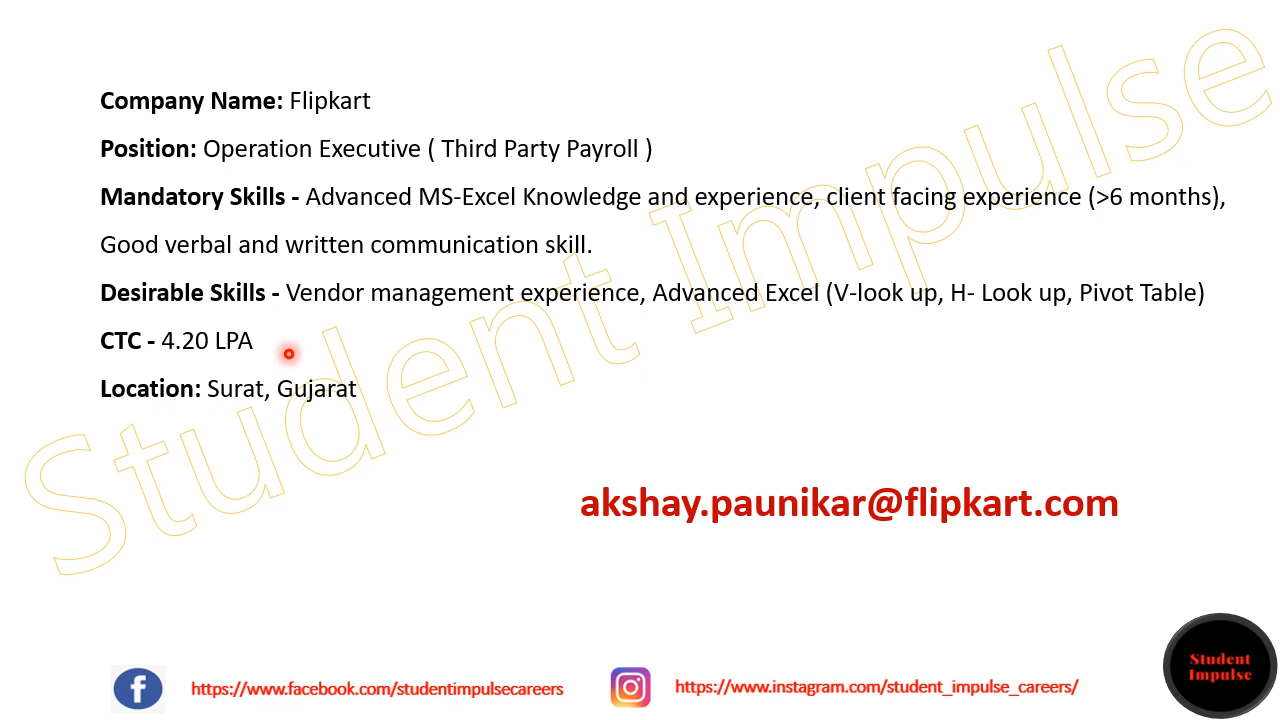 Company Name: Flipkart
Position: Operation Executive ( Third Party Payroll )
Mandatory Skills - Advanced MS-Excel Knowledge and experience, client facing experience (>6 months),
Good verbal and written communication skill.
Desirable Skills - Vendor management experience, Advanced Excel (V-look up, H- Look up, Pivot Table)
CTC - 4.20 LPA
Location: Surat, Gujarat
Student Impulse
akshay.paunikar@flipkart.com
https://www.facebook.com/studentimpulsecareers
https://www.instagram.com/student_impulse_careers/
Student
Impulse